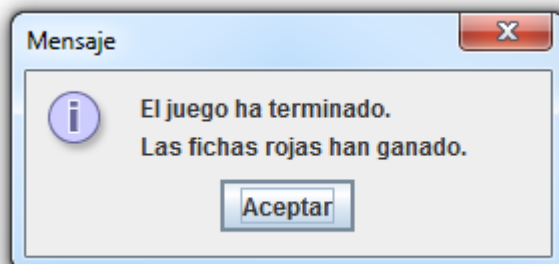 Mensaje
El juego ha terminado.
Las fichas rojas han ganado.
Aceptar